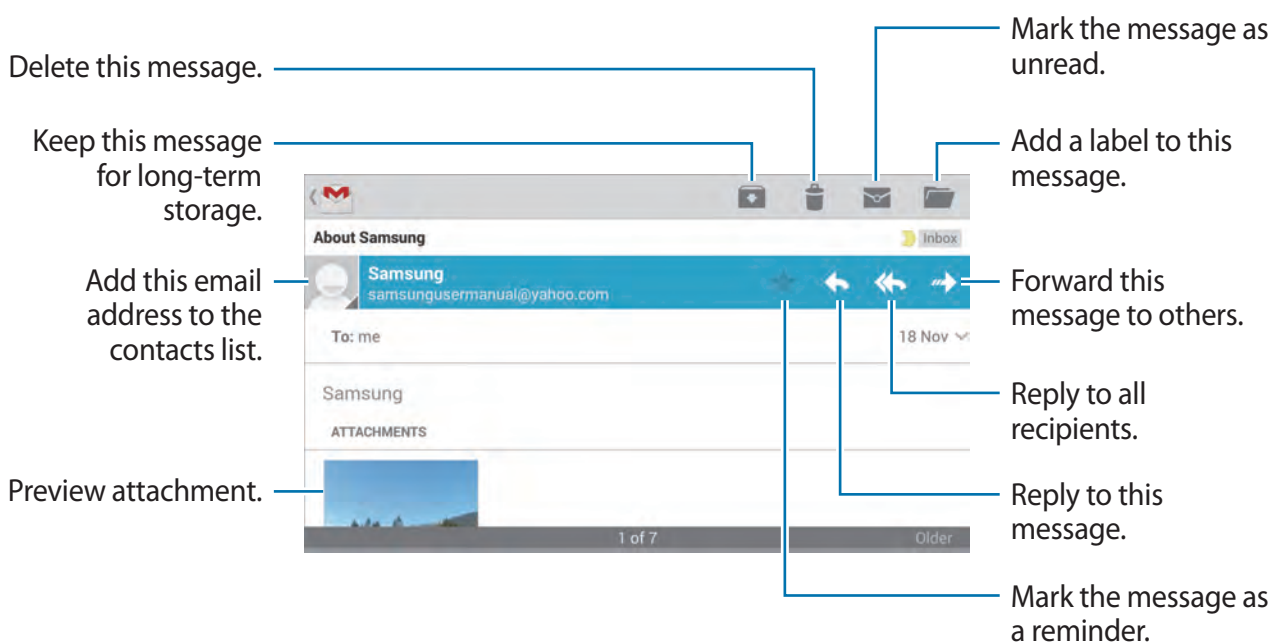 Mark the message as
unread.
Delete this message.
Keep this message
for long-term
storage.
Add a label to this
message.
About Samsung
Inbox
Samsung
samsungusermanual@yahoo.com
Add this email
address to the
contacts list.
Forward this
message to others.
To: me
18 Nov
Samsung
ATTACHMENTS
Reply to all
recipients.
Preview attachment.
Reply to this
message.
1 of 7
Older
Mark the message as
a reminder.